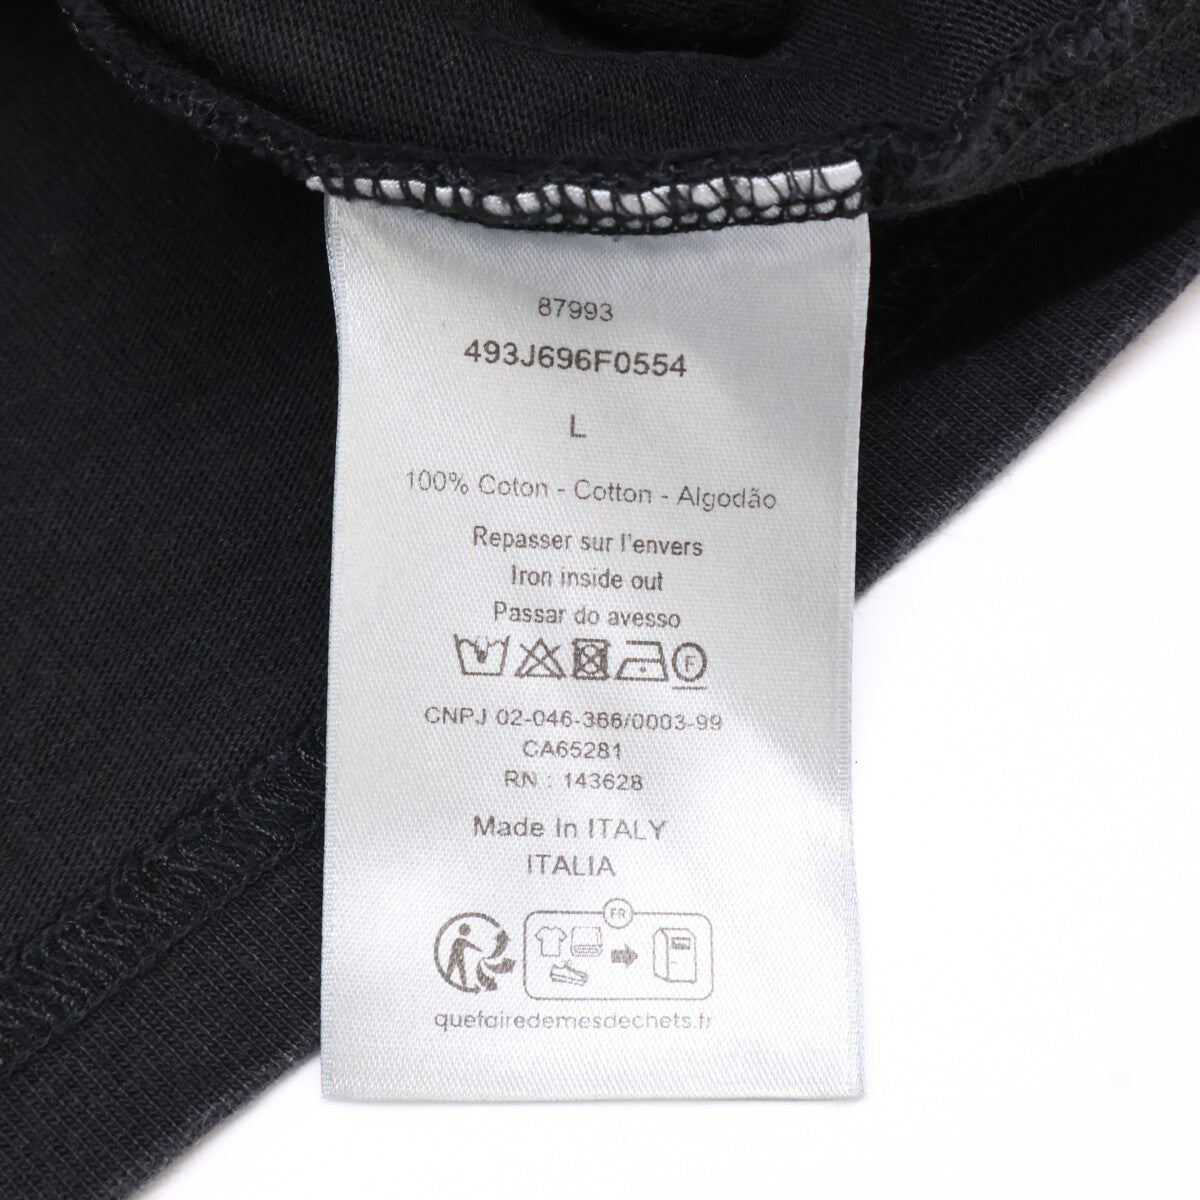 87993
493J696F0554
L
100% Coton - Cotton - Algodão
Repasser sur l'envers
Iron inside out
Passar do avesso
F
CNPJ 02-046-366/0003-99
CA65281
RN : 143628
Made In ITALY
ITALIA
FR
quefairedemesdechets.fr